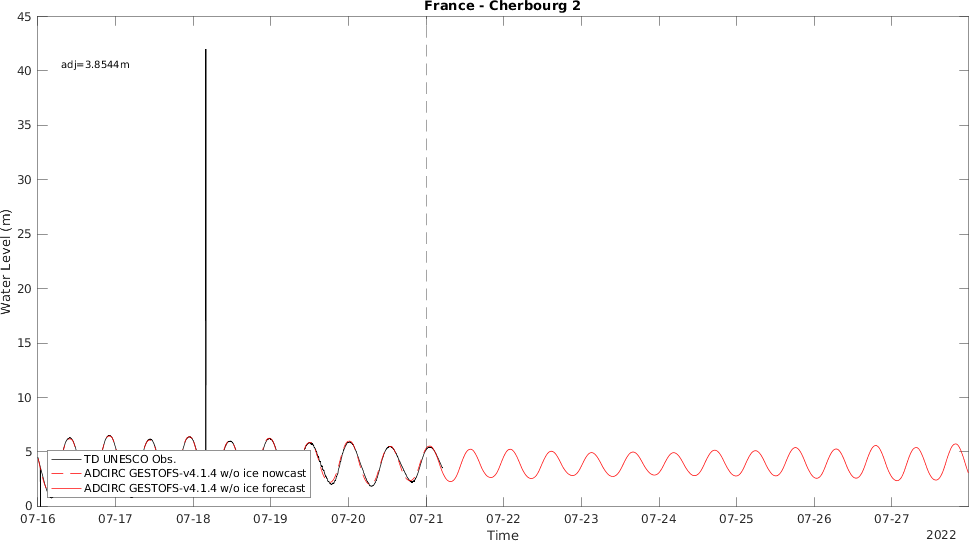 France - Cherbourg 2
45
40
35
30
25
20
15
10
5
0
Water Level (m)
adj=3.8544m
TD UNESCO Obs.
ADCIRC GESTOFS-v4.1.4 w/o ice nowcast
ADCIRC GESTOFS-v4.1.4 w/o ice forecast
07-16 07-17 07-18 07-19 07-20 07-21 07-22 07-23 07-24 07-25 07-26 07-27
Time
2022